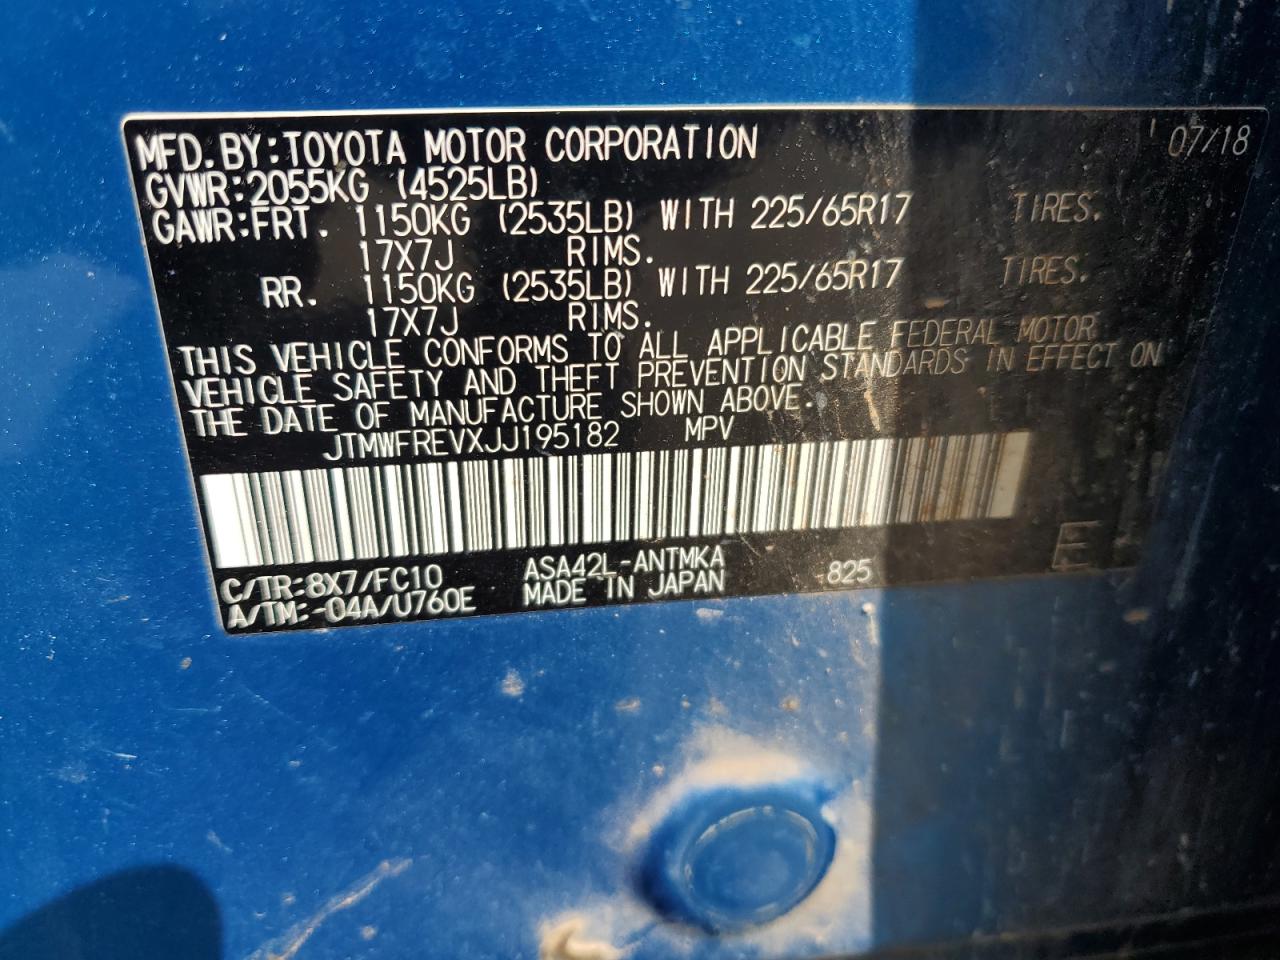 MFD. BY: TOYOTA MOTOR CORPORATION 07/18
GVWR: 2055KG (4525LB)
GAWR: FRT. 1150KG (2535LB) WITH 225/65R17 TIRES.
17X7J RIMS.
RR. 1150KG (2535LB) WITH 225/65R17 TIRES.
17X7J RIMS.
THIS VEHICLE CONFORMS TO ALL APPLICABLE FEDERAL MOTOR
VEHICLE SAFETY AND THEFT PREVENTION STANDARDS IN EFFECT ON
THE DATE OF MANUFACTURE SHOWN ABOVE.
JTMWFREVXJJ195182 MPV
C/TR: 8X7/FC10 ASA42L-ANTMKA 825 E
A/TM: -04A/U760E MADE IN JAPAN